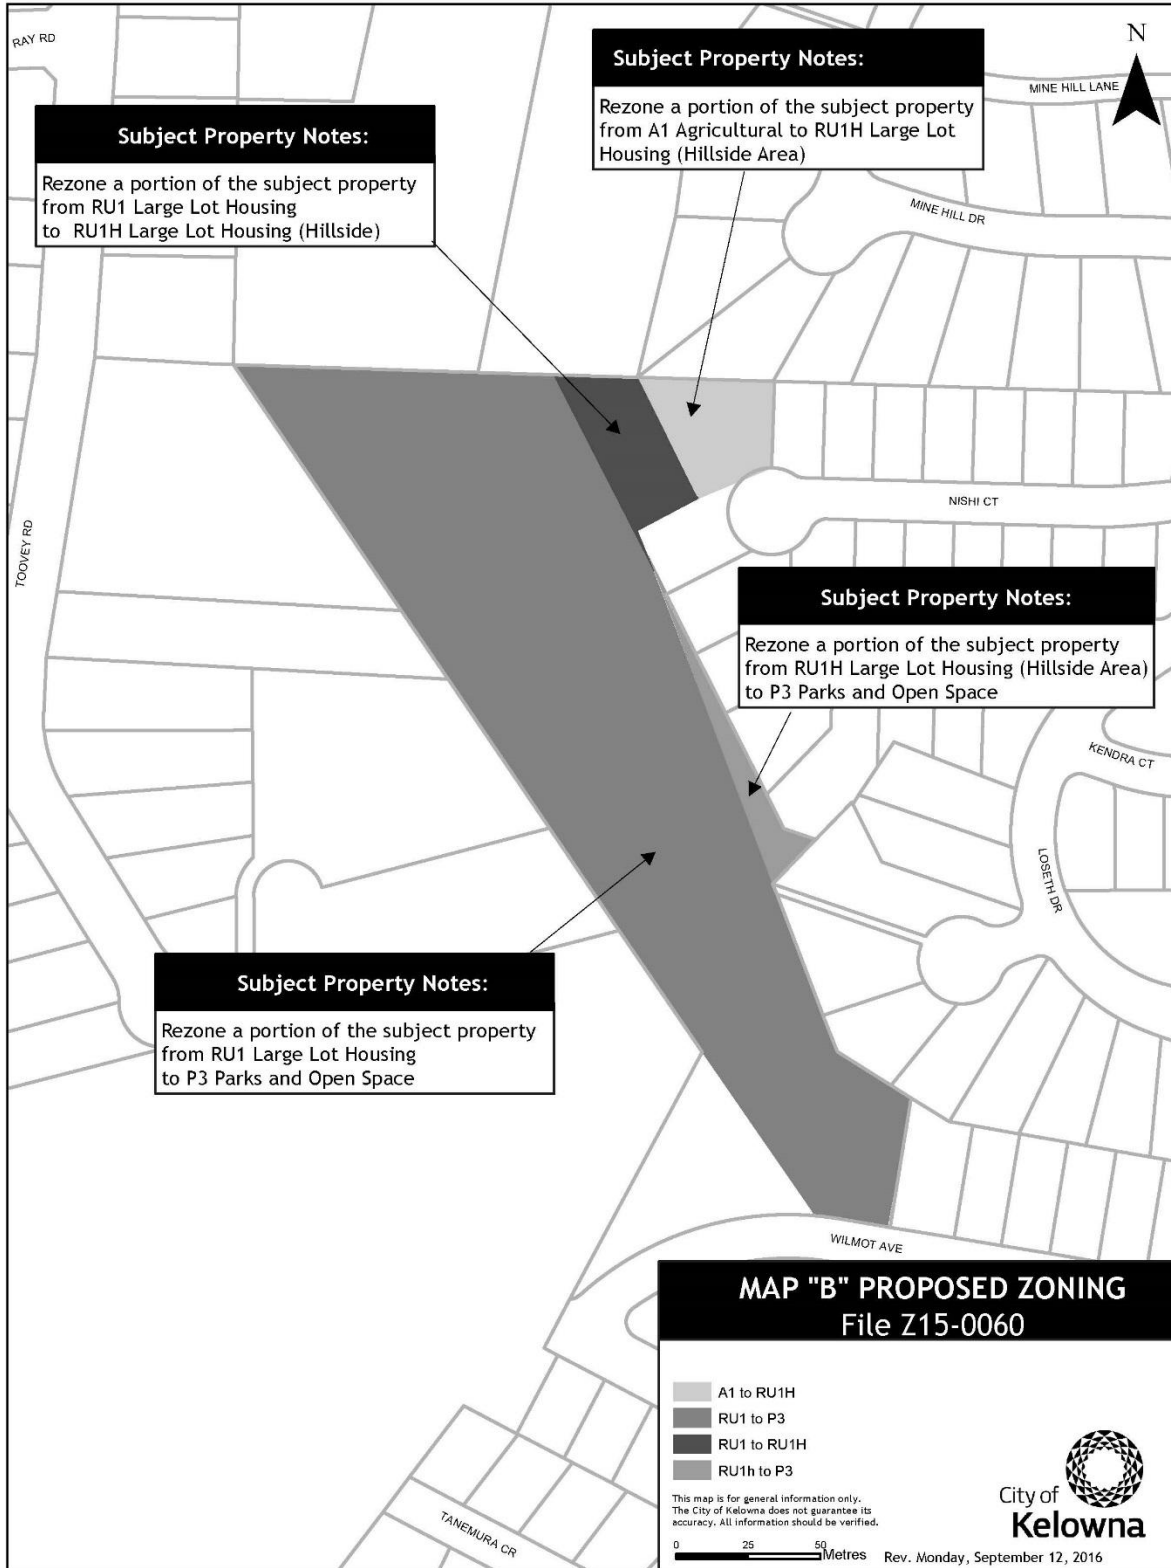 RAY RD
N
Subject Property Notes:
Rezone a portion of the subject property
from A1 Agricultural to RU1H Large Lot
Housing (Hillside Area)
MINE HILL LANE
Subject Property Notes:
Rezone a portion of the subject property
from RU1 Large Lot Housing
to RU1H Large Lot Housing (Hillside)
MINE HILL DR
NISHI CT
TOOVEY RD
Subject Property Notes:
Rezone a portion of the subject property
from RU1H Large Lot Housing (Hillside Area)
to P3 Parks and Open Space
KENDRA CT
LOSETH DR
Subject Property Notes:
Rezone a portion of the subject property
from RU1 Large Lot Housing
to P3 Parks and Open Space
WILMOT AVE
MAP "B" PROPOSED ZONING
File Z15-0060
A1 to RU1H
RU1 to P3
RU1 to RU1H
RU1h to P3
This map is for general information only.
The City of Kelowna does not guarantee its
accuracy. All information should be verified.
0 25 50 Metres
City of
Kelowna
Rev. Monday, September 12, 2016
TANEMURA CR